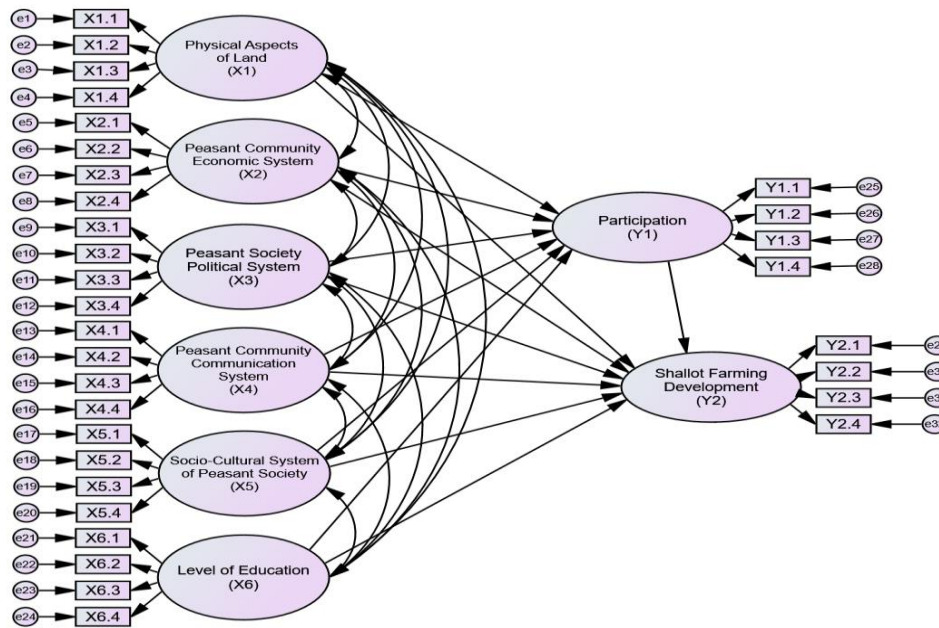 e1 X1.1
e2 X1.2
e3 X1.3
e4 X1.4
Physical Aspects
of Land
(X1)
e5 X2.1
e6 X2.2
e7 X2.3
e8 X2.4
Peasant Community
Economic System
(X2)
e9 X3.1
e10 X3.2
e11 X3.3
e12 X3.4
Peasant Society
Political System
(X3)
e13 X4.1
e14 X4.2
e15 X4.3
e16 X4.4
Peasant Community
Communication
System
(X4)
e17 X5.1
e18 X5.2
e19 X5.3
e20 X5.4
Socio-Cultural System
of Peasant Society
(X5)
e21 X6.1
e22 X6.2
e23 X6.3
e24 X6.4
Level of Education
(X6)
Participation
(Y1)
Y1.1 e25
Y1.2 e26
Y1.3 e27
Y1.4 e28
Shallot Farming
Development
(Y2)
Y2.1
Y2.2
Y2.3
Y2.4